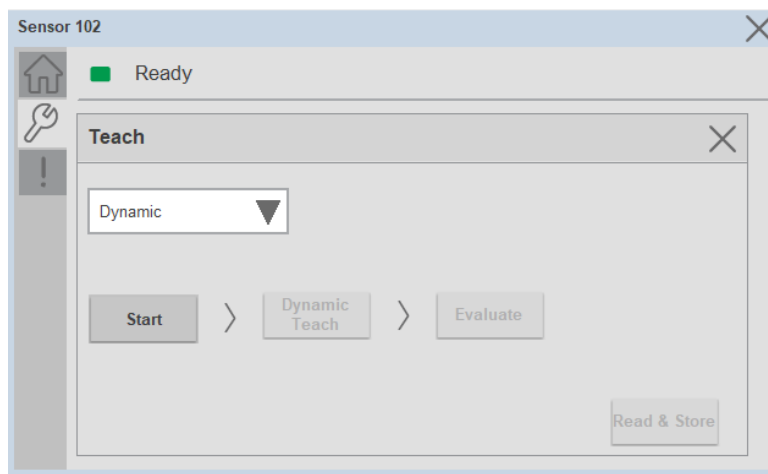 Sensor 102
Ready
Teach
Dynamic
Start
Dynamic
Teach
Evaluate
Read & Store